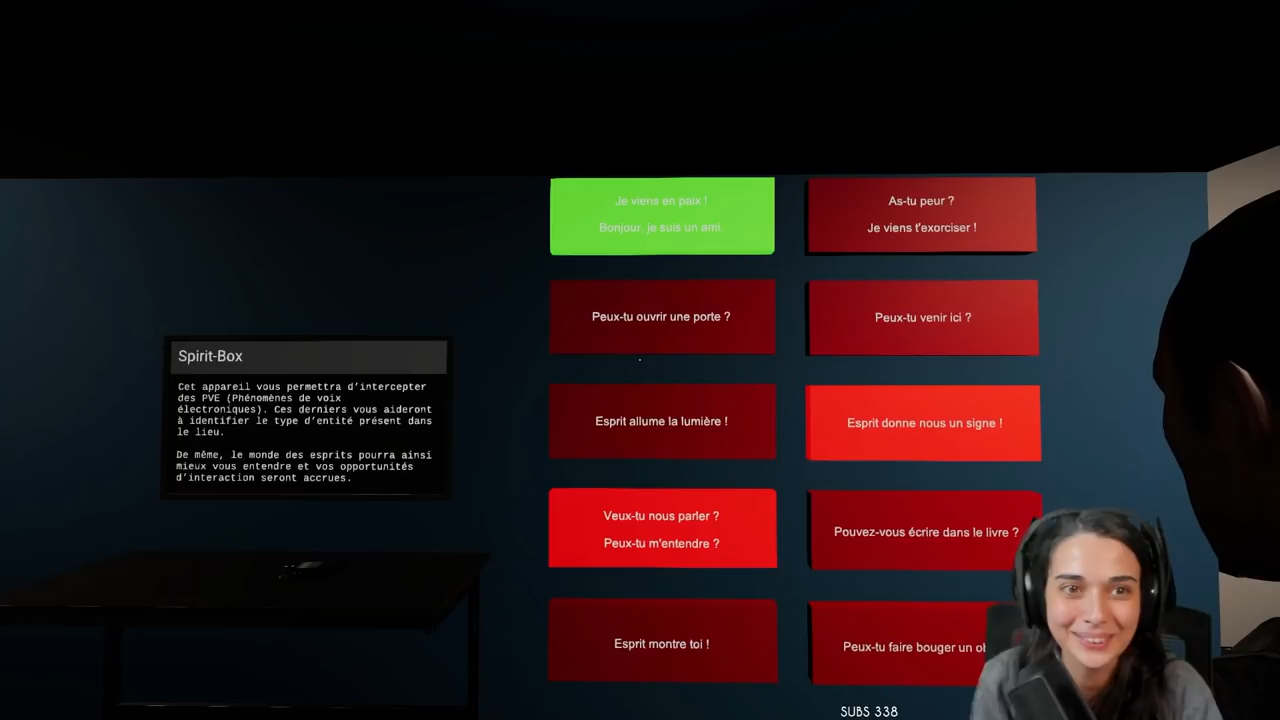 Je viens en paix !
Bonjour, je suis un ami.
As-tu peur ?
Je viens t'exorciser !
Peux-tu ouvrir une porte ?
Peux-tu venir ici ?
Spirit-Box
Cet appareil vous permettra d'intercepter
des PVE (Phénomènes de voix
électroniques). Ces derniers vous aideront
à identifier le type d'entité présent dans
le lieu.
De même, le monde des esprits pourra ainsi
mieux vous entendre et vos opportunités
d'interaction seront accrues.
Esprit allume la lumière !
Esprit donne nous un signe !
Veux-tu nous parler ?
Peux-tu m'entendre ?
Pouvez-vous écrire dans le livre ?
Esprit montre toi !
Peux-tu faire bouger un
SUBS 338